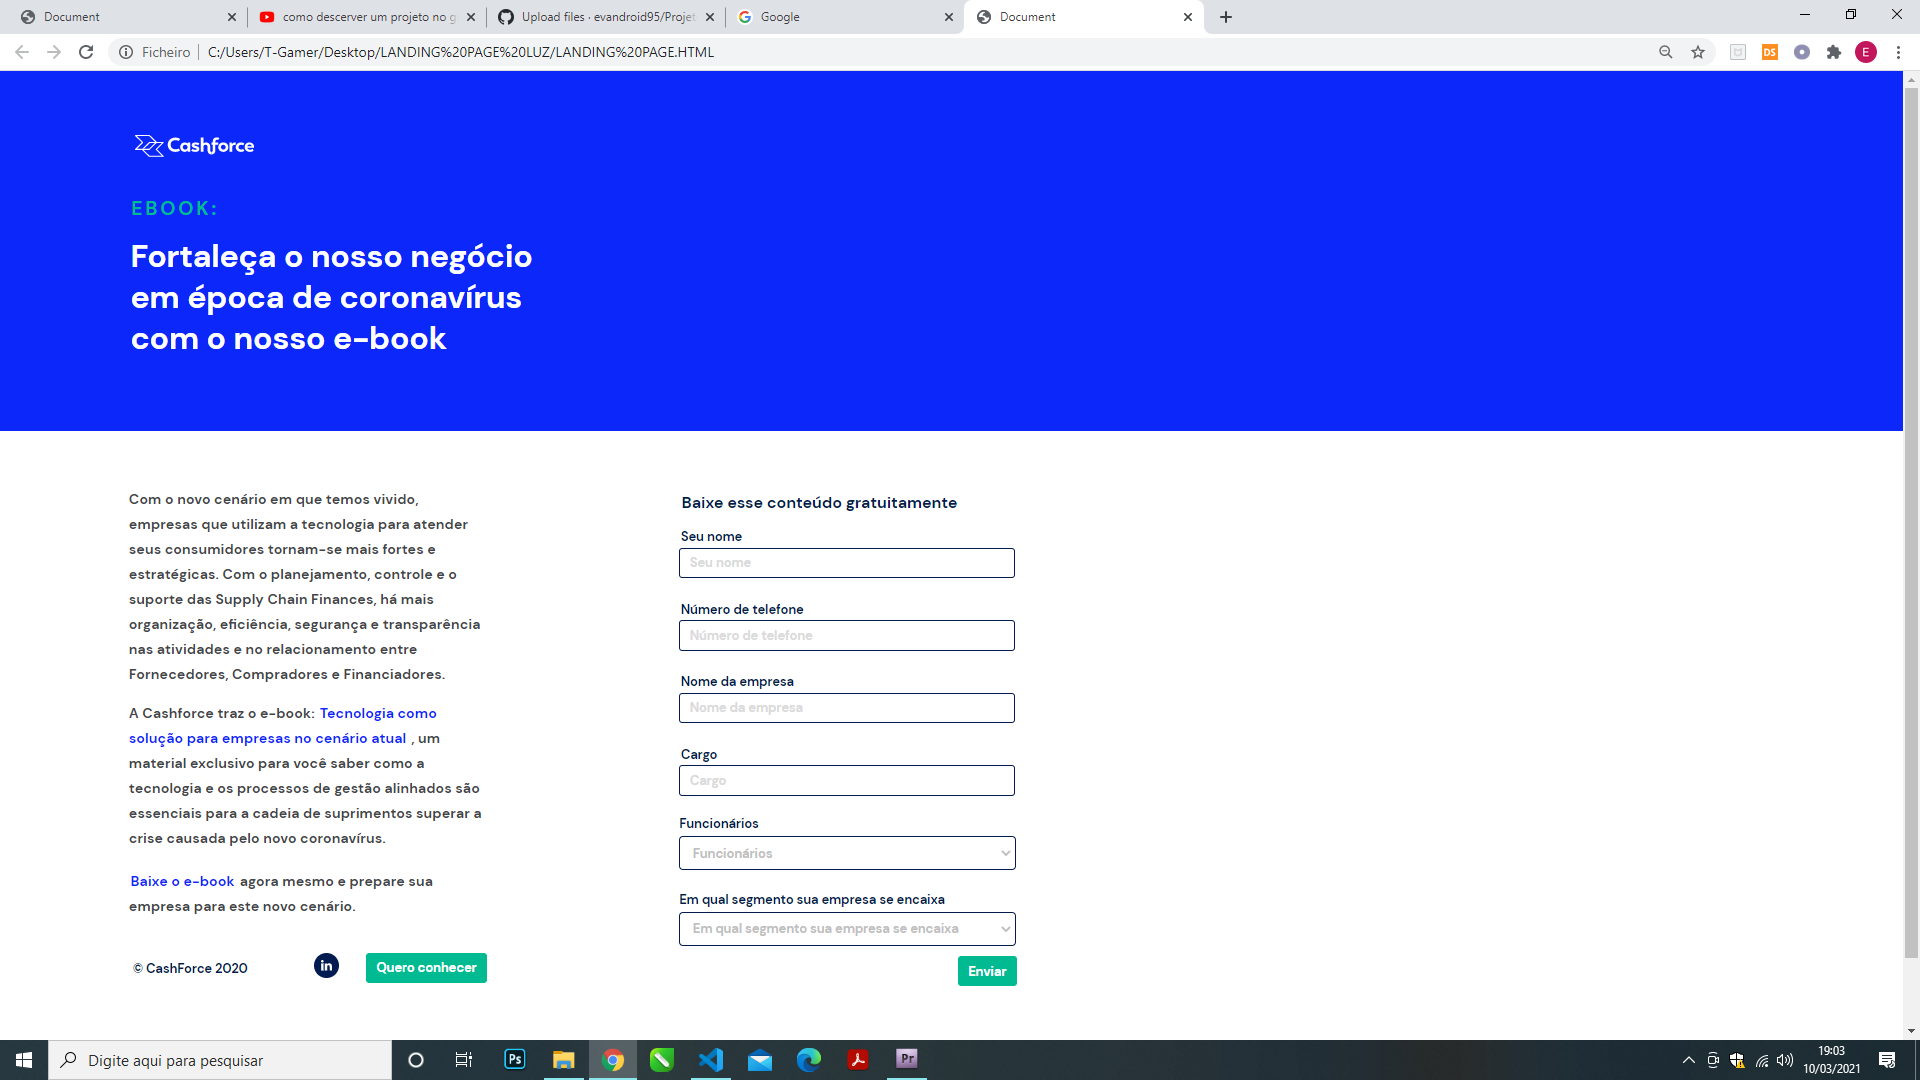 Document
como descerver um projeto no g
Upload files · evandroid95/Projet
Google
Document
Ficheiro
C:/Users/T-Gamer/Desktop/LANDING%20PAGE%20LUZ/LANDING%20PAGE.HTML
DS
E
Cashforce
EBOOK:
Fortaleça o nosso negócio
em época de coronavírus
com o nosso e-book
Com o novo cenário em que temos vivido,
empresas que utilizam a tecnologia para atender
seus consumidores tornam-se mais fortes e
estratégicas. Com o planejamento, controle e o
suporte das Supply Chain Finances, há mais
organização, eficiência, segurança e transparência
nas atividades e no relacionamento entre
Fornecedores, Compradores e Financiadores.
A Cashforce traz o e-book: Tecnologia como
solução para empresas no cenário atual , um
material exclusivo para você saber como a
tecnologia e os processos de gestão alinhados são
essenciais para a cadeia de suprimentos superar a
crise causada pelo novo coronavírus.
Baixe o e-book agora mesmo e prepare sua
empresa para este novo cenário.
© CashForce 2020
in
Quero conhecer
Baixe esse conteúdo gratuitamente
Seu nome
Seu nome
Número de telefone
Número de telefone
Nome da empresa
Nome da empresa
Cargo
Cargo
Funcionários
Funcionários
Em qual segmento sua empresa se encaixa
Em qual segmento sua empresa se encaixa
Enviar
Digite aqui para pesquisar
Ps
Pr
19:03
10/03/2021